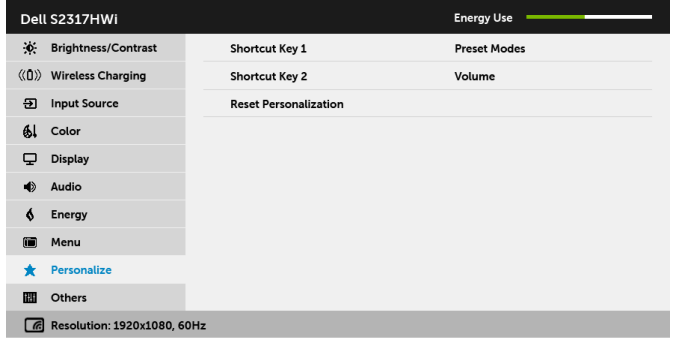 Dell S2317HWi Energy Use
Brightness/Contrast Shortcut Key 1 Preset Modes
Wireless Charging Shortcut Key 2 Volume
Input Source Reset Personalization
Color
Display
Audio
Energy
Menu
Personalize
Others
Resolution: 1920x1080, 60Hz